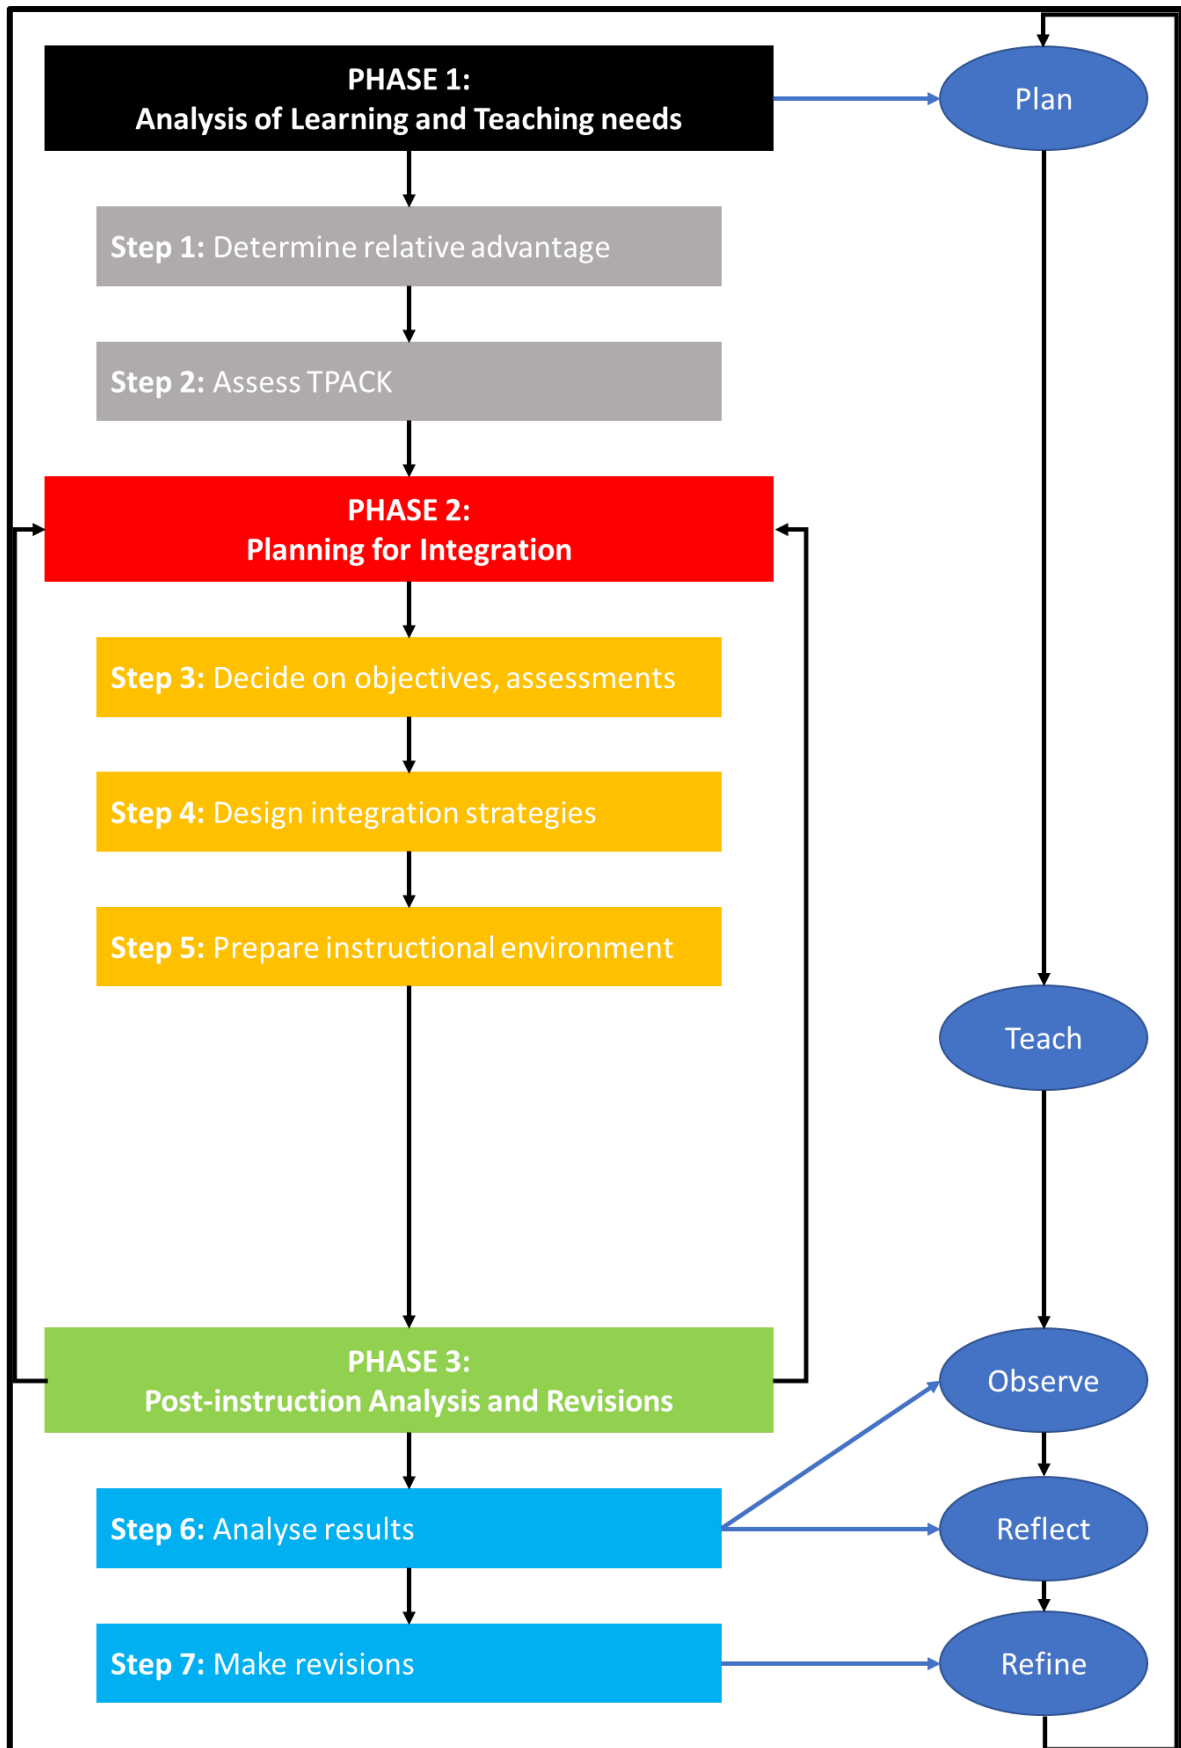 PHASE 1:
Analysis of Learning and Teaching needs
Plan
Step 1: Determine relative advantage
Step 2: Assess TPACK
PHASE 2:
Planning for Integration
Step 3: Decide on objectives, assessments
Step 4: Design integration strategies
Step 5: Prepare instructional environment
Teach
PHASE 3:
Post-instruction Analysis and Revisions
Observe
Step 6: Analyse results
Reflect
Step 7: Make revisions
Refine